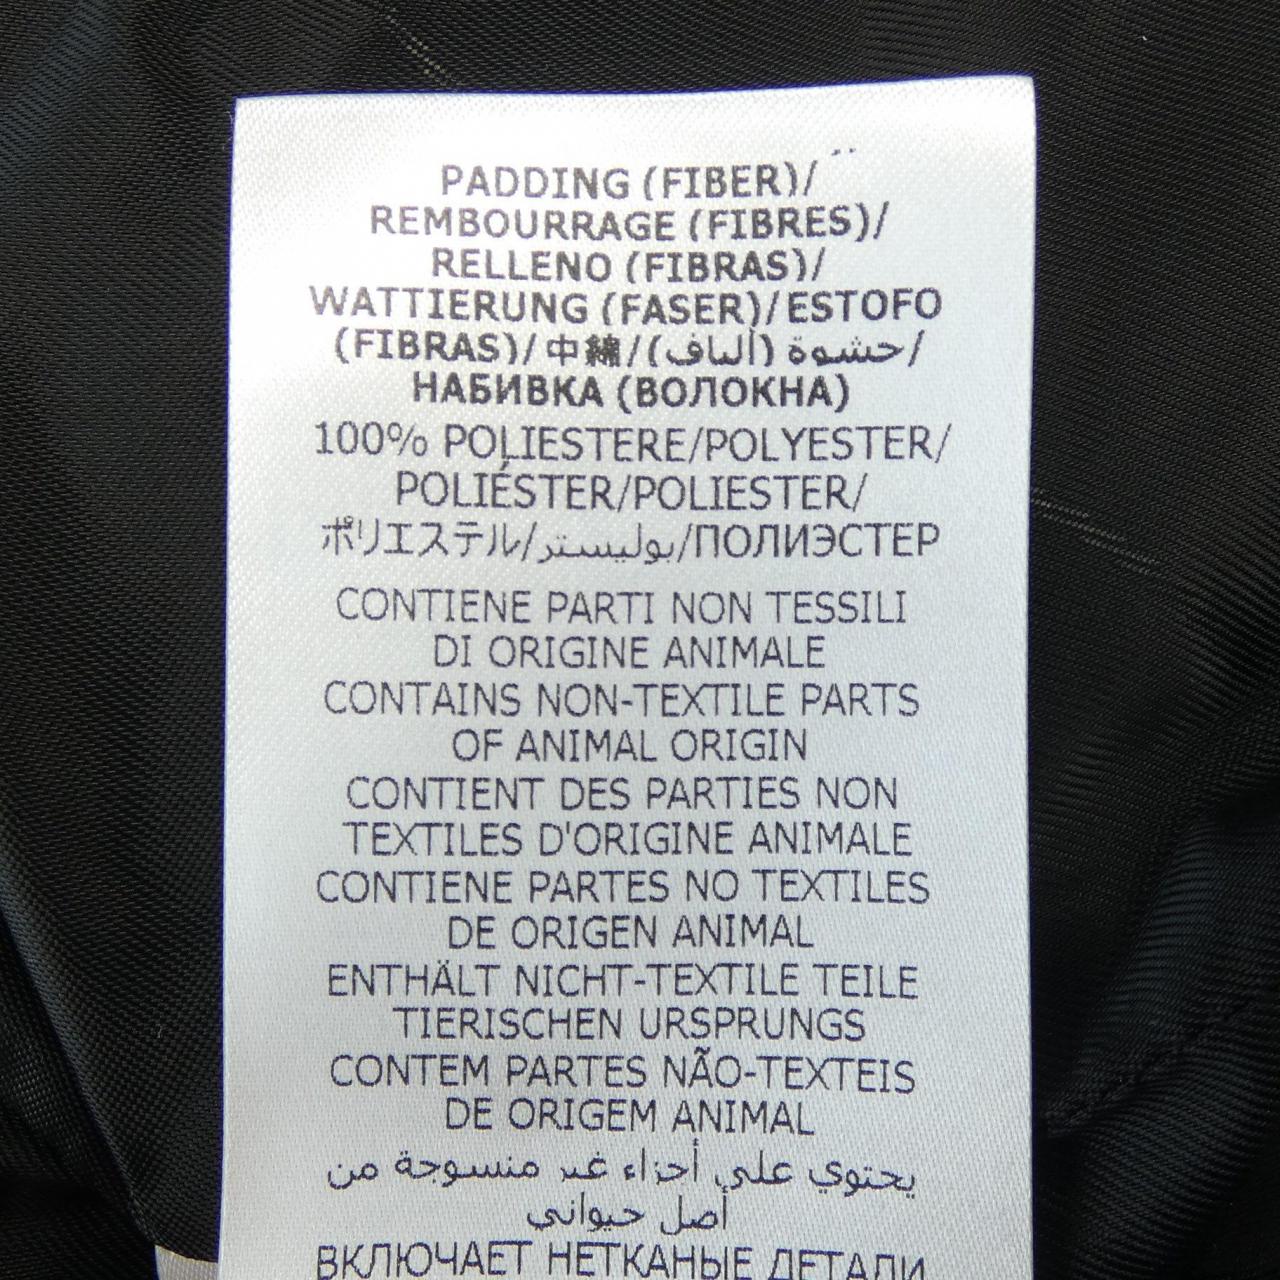 PADDING (FIBER)/
REMBOURRAGE (FIBRES)/
RELLENO (FIBRAS)/
WATTIERUNG (FASER)/ESTOFO
(FIBRAS)/中綿/حشوة (ألياف)/
НАБИВКА (ВОЛОКНА)
100% POLIESTERE/POLYESTER/
POLIÉSTER/POLIESTER/
ポリエステル/بوليستر/ПОЛИЭСТЕР
CONTIENE PARTI NON TESSILI
DI ORIGINE ANIMALE
CONTAINS NON-TEXTILE PARTS
OF ANIMAL ORIGIN
CONTIENT DES PARTIES NON
TEXTILES D'ORIGINE ANIMALE
CONTIENE PARTES NO TEXTILES
DE ORIGEN ANIMAL
ENTHÄLT NICHT-TEXTILE TEILE
TIERISCHEN URSPRUNGS
CONTEM PARTES NÃO-TEXTEIS
DE ORIGEM ANIMAL
يحتوي على أجزاء غير منسوجة من
أصل حيواني
ВКЛЮЧАЕТ НЕТКАНЫЕ ДЕТАЛИ